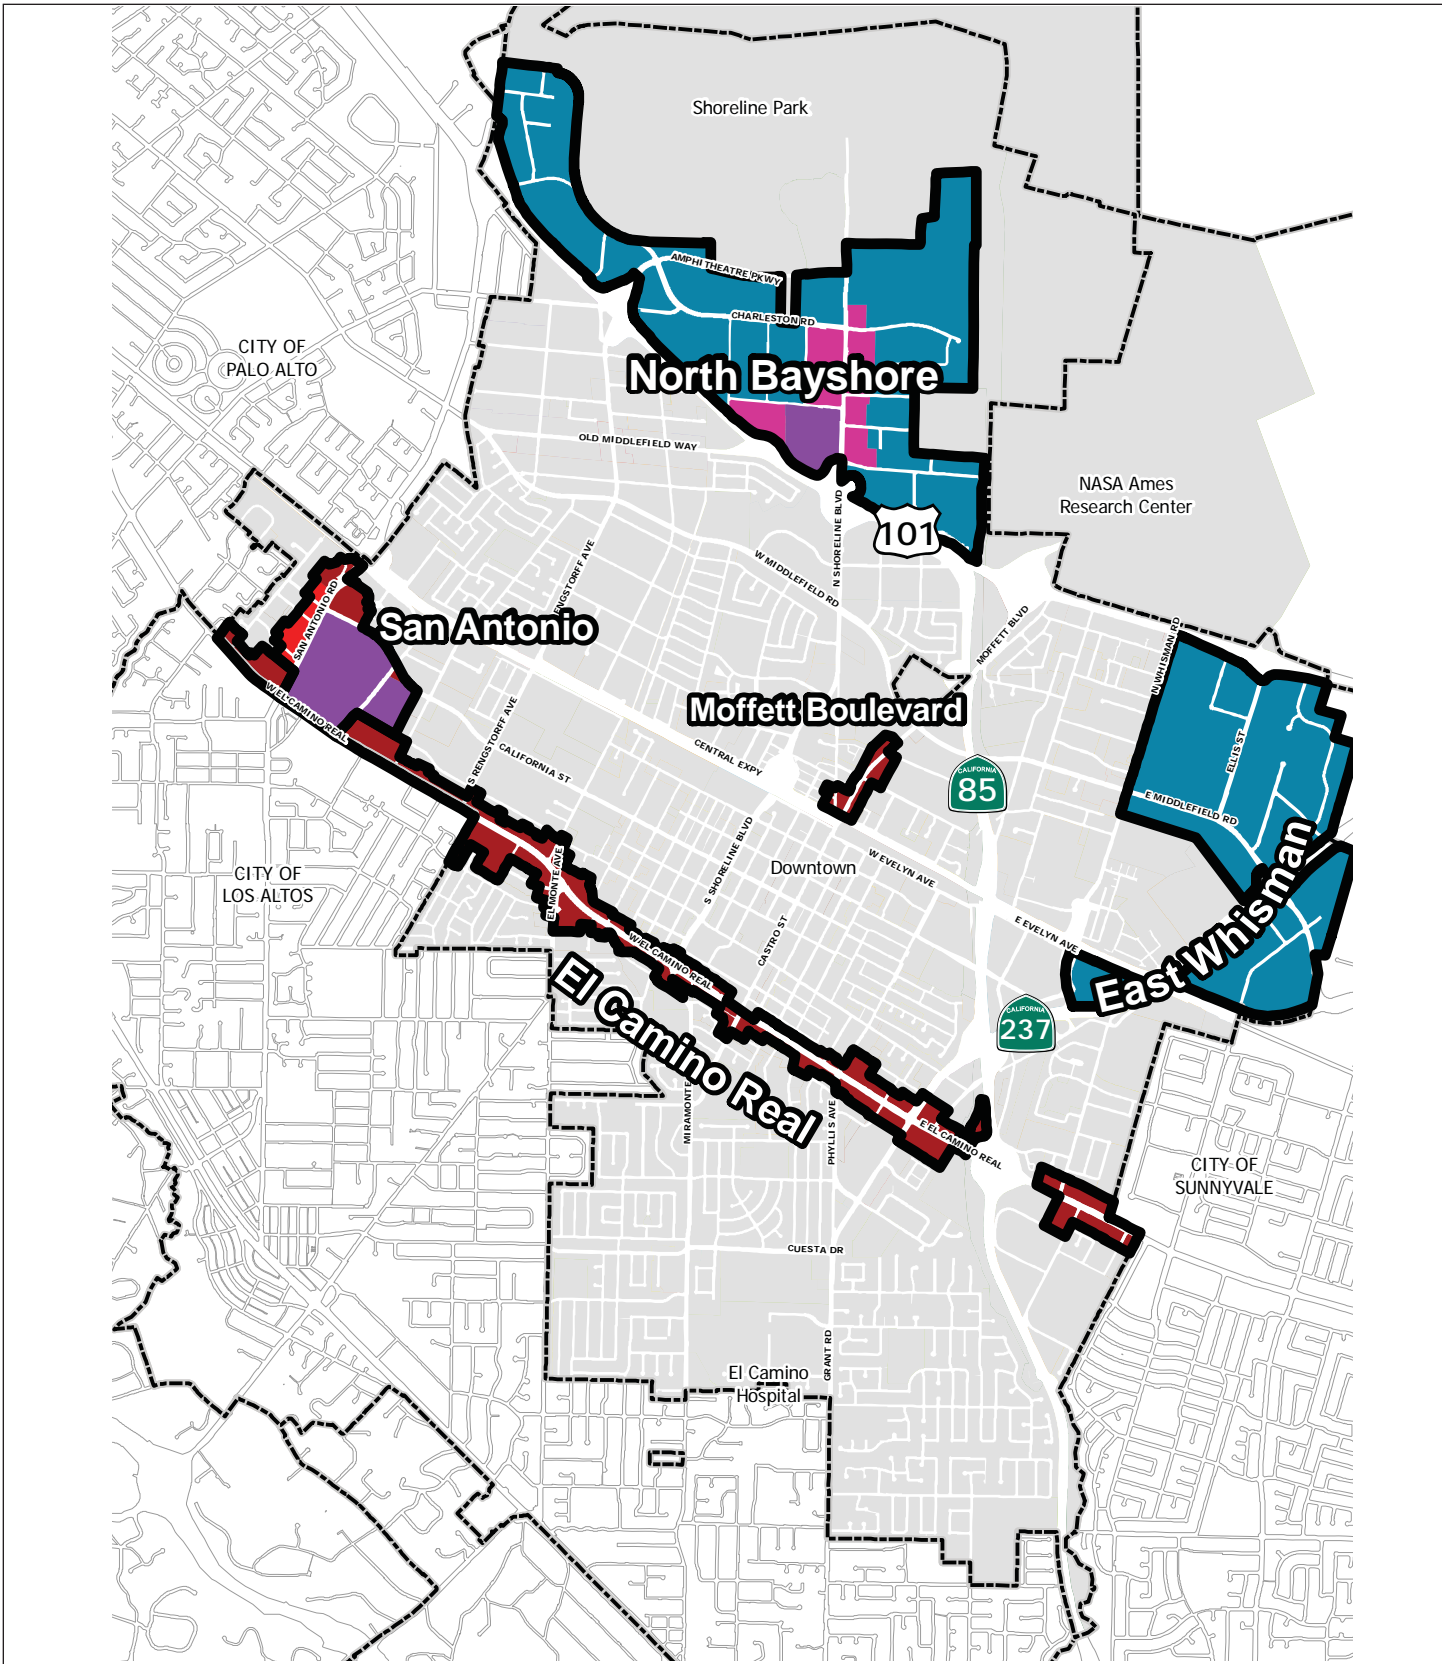 Shoreline Park
AMPHITHEATRE PKWY
CHARLESTON RD
CITY OF
PALO ALTO
North Bayshore
OLD MIDDLEFIELD WAY
NASA Ames
Research Center
N SHORELINE BLVD
101
W MIDDLEFIELD RD
ENGSTORFF AVE
SAN ANTONIO RD
San Antonio
MOFFETT BLVD
N WHISMAN RD
W EL CAMINO REAL
Moffett Boulevard
S RENGSTORFF AVE
CENTRAL EXPY
CALIFORNIA ST
ELLIS ST
CALIFORNIA
85
E MIDDLEFIELD RD
CITY OF
LOS ALTOS
EL MONTE AVE
S SHORELINE BLVD
Downtown
W EVELYN AVE
CASTRO ST
E EVELYN AVE
East Whisman
W EL CAMINO REAL
El Camino Real
CALIFORNIA
237
MIRAMONTE
PHYLLIS AVE
E EL CAMINO REAL
CITY OF
SUNNYVALE
CUESTA DR
GRANT RD
El Camino
Hospital